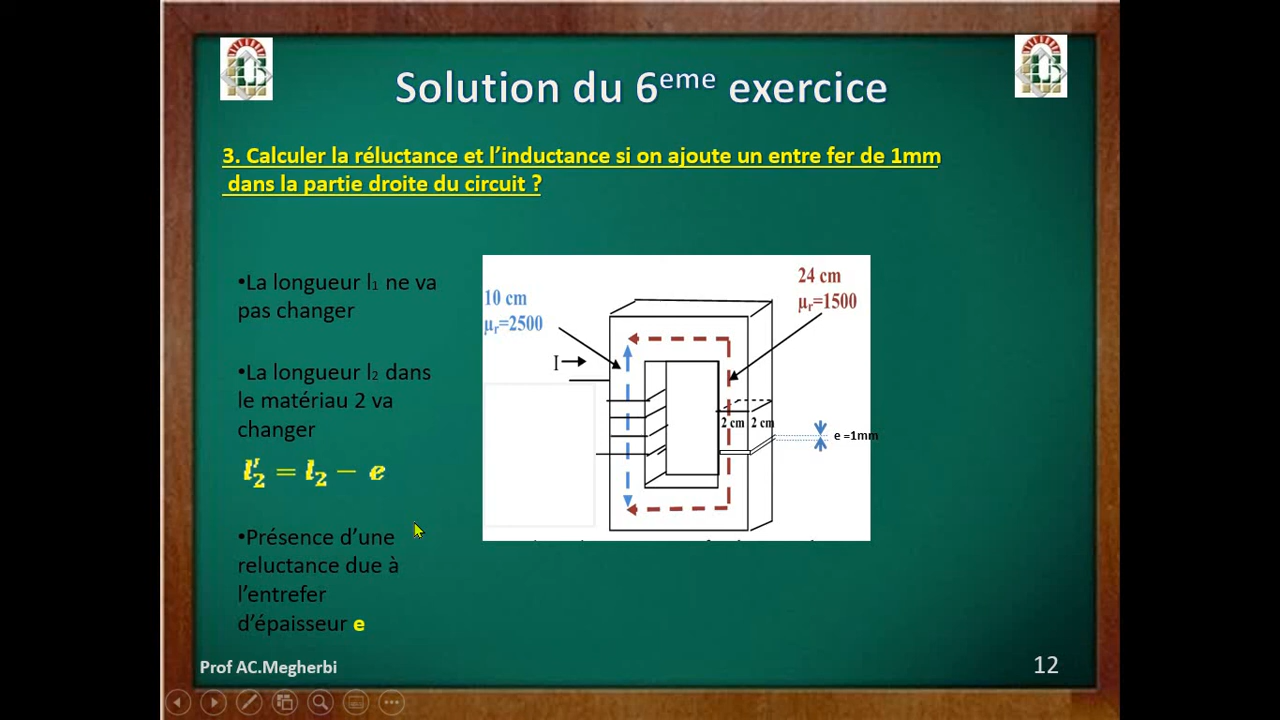 Solution du 6eme exercice
3. Calculer la réluctance et l’inductance si on ajoute un entre fer de 1mm
dans la partie droite du circuit ?
•La longueur l₁ ne va
pas changer
•La longueur l₂ dans
le matériau 2 va
changer
l₂' = l₂ − e
•Présence d’une
reluctance due à
l’entrefer
d’épaisseur e
24 cm
µr=1500
10 cm
µr=2500
I
2 cm 2 cm
e =1mm
Prof AC.Megherbi
12